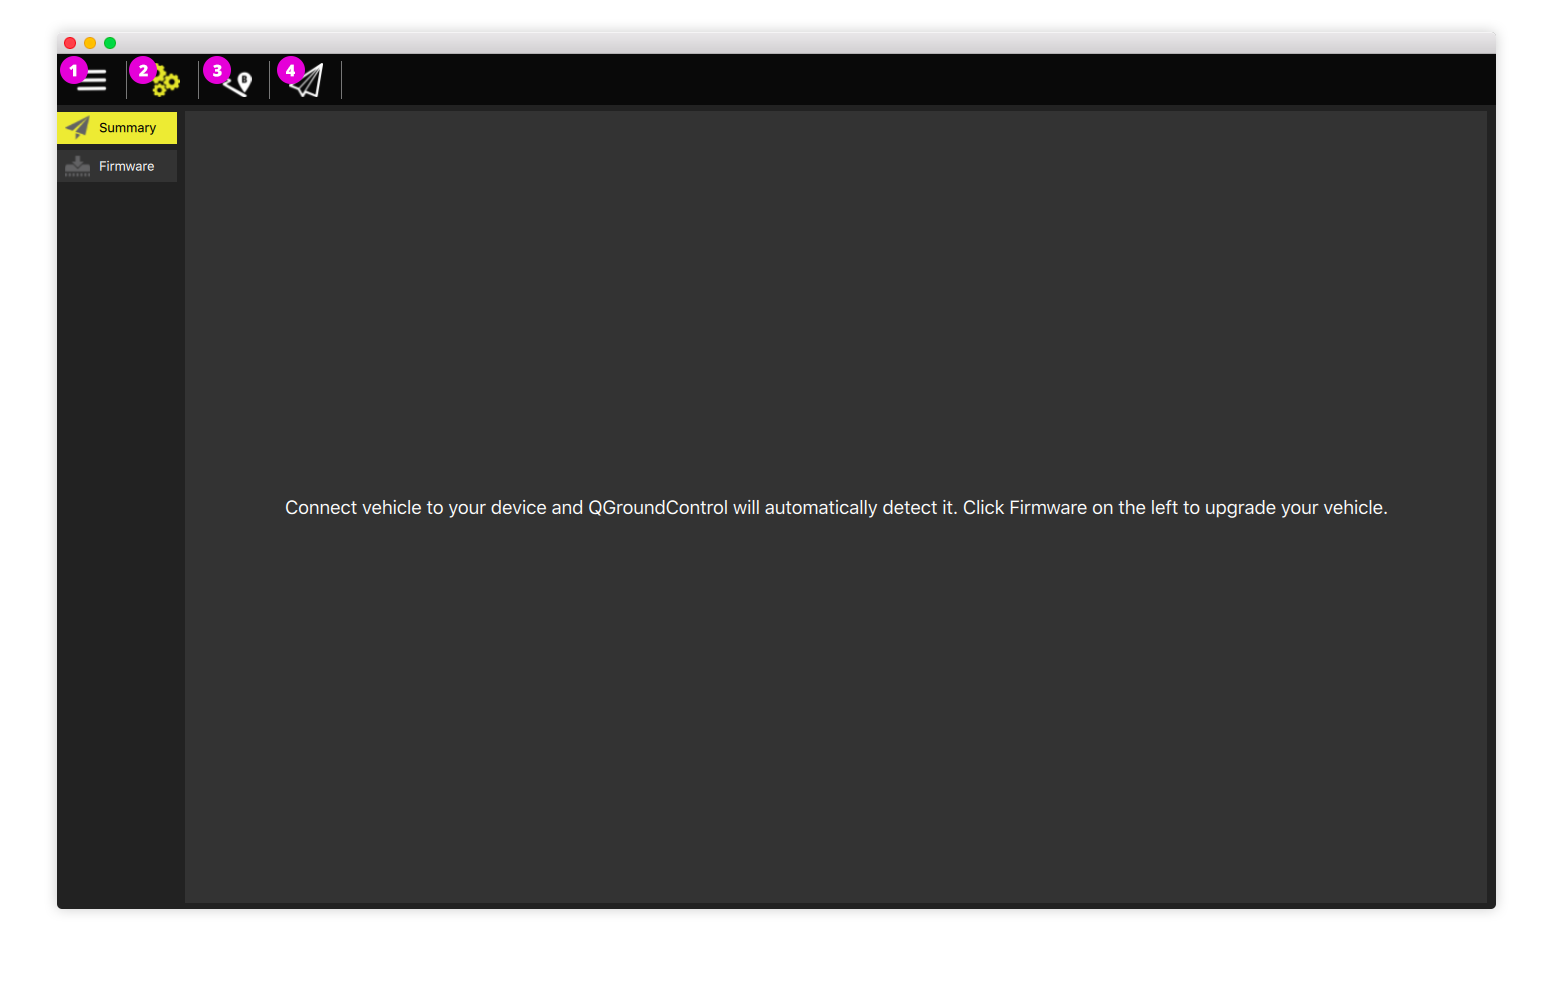 1 2 3 4
Summary
Firmware
Connect vehicle to your device and QGroundControl will automatically detect it. Click Firmware on the left to upgrade your vehicle.